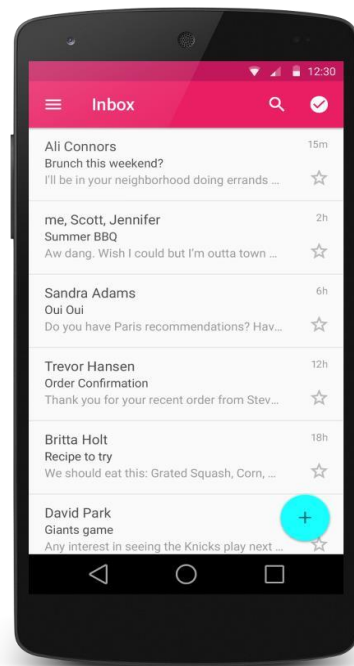 12:30
Inbox
Ali Connors 15m
Brunch this weekend?
I'll be in your neighborhood doing errands ...
me, Scott, Jennifer 2h
Summer BBQ
Aw dang. Wish I could but I'm outta town ...
Sandra Adams 6h
Oui Oui
Do you have Paris recommendations? Hav...
Trevor Hansen 12h
Order Confirmation
Thank you for your recent order from Stev...
Britta Holt 18h
Recipe to try
We should eat this: Grated Squash, Corn, ...
David Park
Giants game
Any interest in seeing the Knicks play next ...